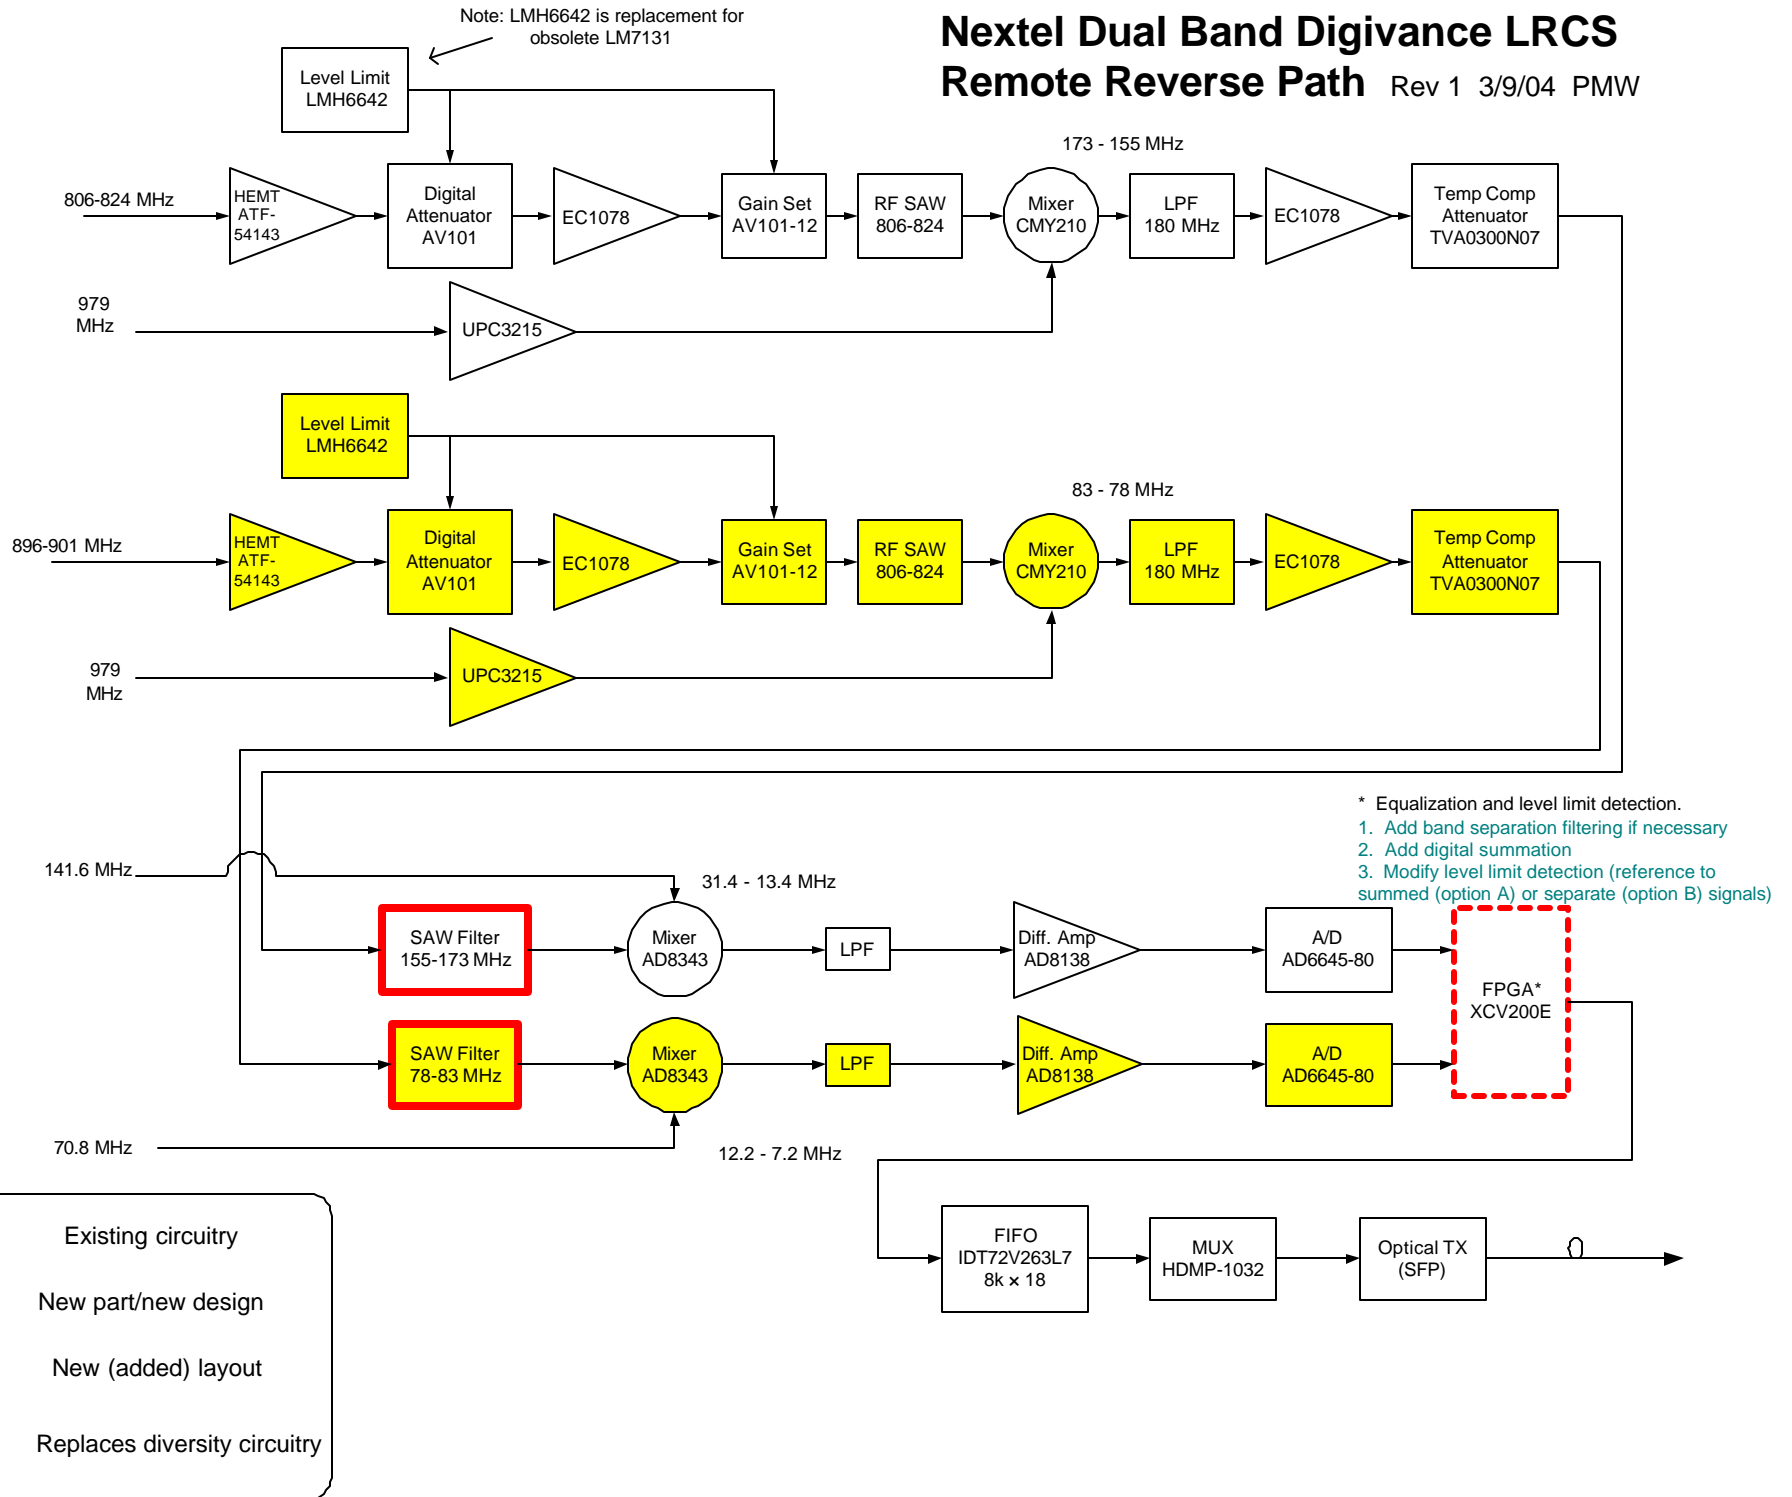 Note: LMH6642 is replacement for
obsolete LM7131
Nextel Dual Band Digivance LRCS
Remote Reverse Path Rev 1 3/9/04 PMW
Level Limit
LMH6642
173 - 155 MHz
806-824 MHz
HEMT
ATF-
54143
Digital
Attenuator
AV101
EC1078
Gain Set
AV101-12
RF SAW
806-824
Mixer
CMY210
LPF
180 MHz
EC1078
Temp Comp
Attenuator
TVA0300N07
979
MHz
UPC3215
Level Limit
LMH6642
83 - 78 MHz
896-901 MHz
HEMT
ATF-
54143
Digital
Attenuator
AV101
EC1078
Gain Set
AV101-12
RF SAW
806-824
Mixer
CMY210
LPF
180 MHz
EC1078
Temp Comp
Attenuator
TVA0300N07
979
MHz
UPC3215
* Equalization and level limit detection.
1. Add band separation filtering if necessary
2. Add digital summation
3. Modify level limit detection (reference to
summed (option A) or separate (option B) signals)
141.6 MHz
31.4 - 13.4 MHz
SAW Filter
155-173 MHz
Mixer
AD8343
LPF
Diff. Amp
AD8138
A/D
AD6645-80
FPGA*
XCV200E
SAW Filter
78-83 MHz
Mixer
AD8343
LPF
Diff. Amp
AD8138
A/D
AD6645-80
70.8 MHz
12.2 - 7.2 MHz
FIFO
IDT72V263L7
8k × 18
MUX
HDMP-1032
Optical TX
(SFP)
Existing circuitry
New part/new design
New (added) layout
Replaces diversity circuitry